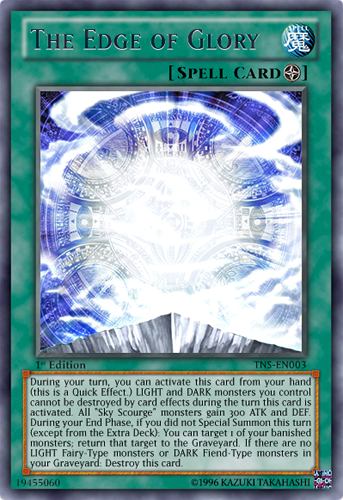 The Edge of Glory
魔
[Spell Card]
1st Edition
TNS-EN003
During your turn, you can activate this card from your hand
(this is a Quick Effect.) LIGHT and DARK monsters you control
cannot be destroyed by card effects during the turn this card is
activated. All "Sky Scourge" monsters gain 300 ATK and DEF.
During your End Phase, if you did not Special Summon this turn
(except from the Extra Deck): You can target 1 of your banished
monsters; return that target to the Graveyard. If there are no
LIGHT Fairy-Type monsters or DARK Fiend-Type monsters in
your Graveyard: Destroy this card.
19455060
©1996 KAZUKI TAKAHASHI